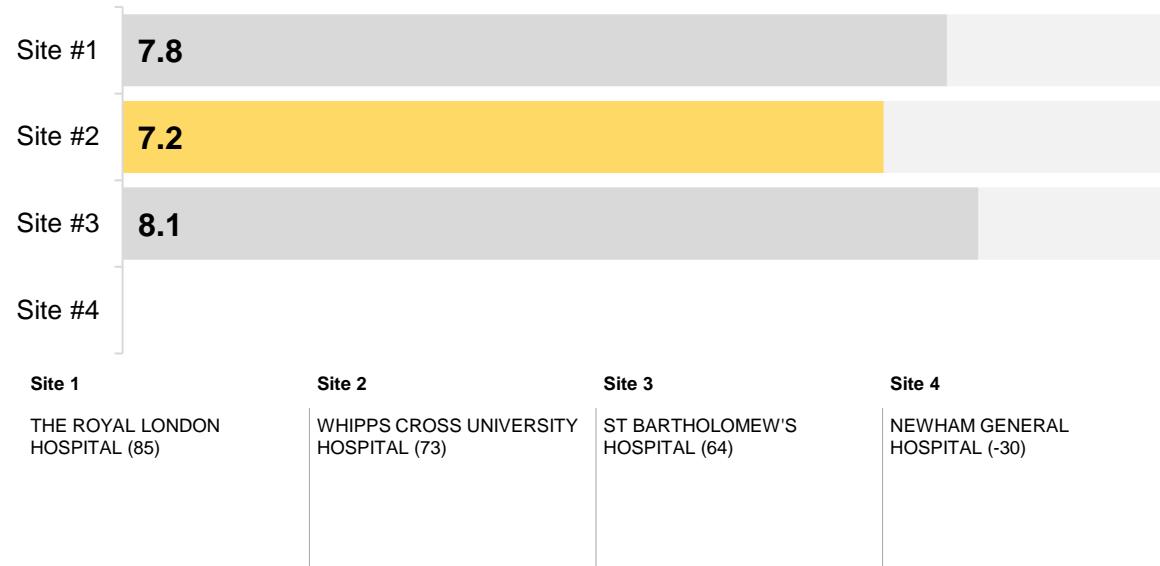 Site #1
7.8
Site #2
7.2
Site #3
8.1
Site #4
Site 1
THE ROYAL LONDON
HOSPITAL (85)
Site 2
WHIPPS CROSS UNIVERSITY
HOSPITAL (73)
Site 3
ST BARTHOLOMEW'S
HOSPITAL (64)
Site 4
NEWHAM GENERAL
HOSPITAL (-30)